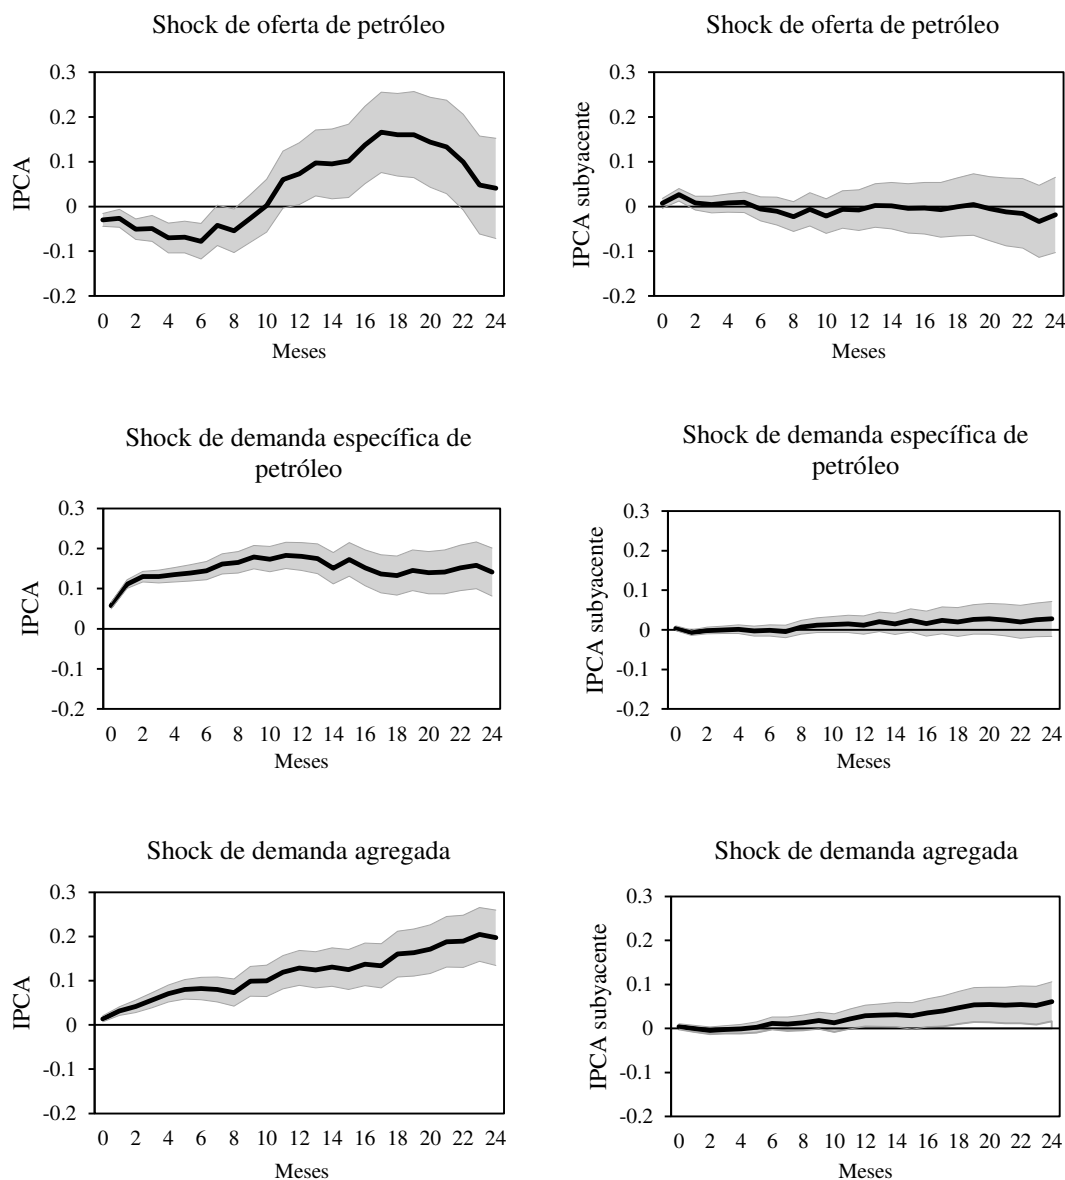 Shock de oferta de petróleo
IPCA
0.3
0.2
0.1
0
-0.1
-0.2
0 2 4 6 8 10 12 14 16 18 20 22 24
Meses
Shock de oferta de petróleo
IPCA subyacente
0.3
0.2
0.1
0
-0.1
-0.2
0 2 4 6 8 10 12 14 16 18 20 22 24
Meses
Shock de demanda específica de
petróleo
IPCA
0.3
0.2
0.1
0
-0.1
-0.2
0 2 4 6 8 10 12 14 16 18 20 22 24
Meses
Shock de demanda específica de
petróleo
IPCA subyacente
0.3
0.2
0.1
0
-0.1
-0.2
0 2 4 6 8 10 12 14 16 18 20 22 24
Meses
Shock de demanda agregada
IPCA
0.3
0.2
0.1
0
-0.1
-0.2
0 2 4 6 8 10 12 14 16 18 20 22 24
Meses
Shock de demanda agregada
IPCA subyacente
0.3
0.2
0.1
0
-0.1
-0.2
0 2 4 6 8 10 12 14 16 18 20 22 24
Meses